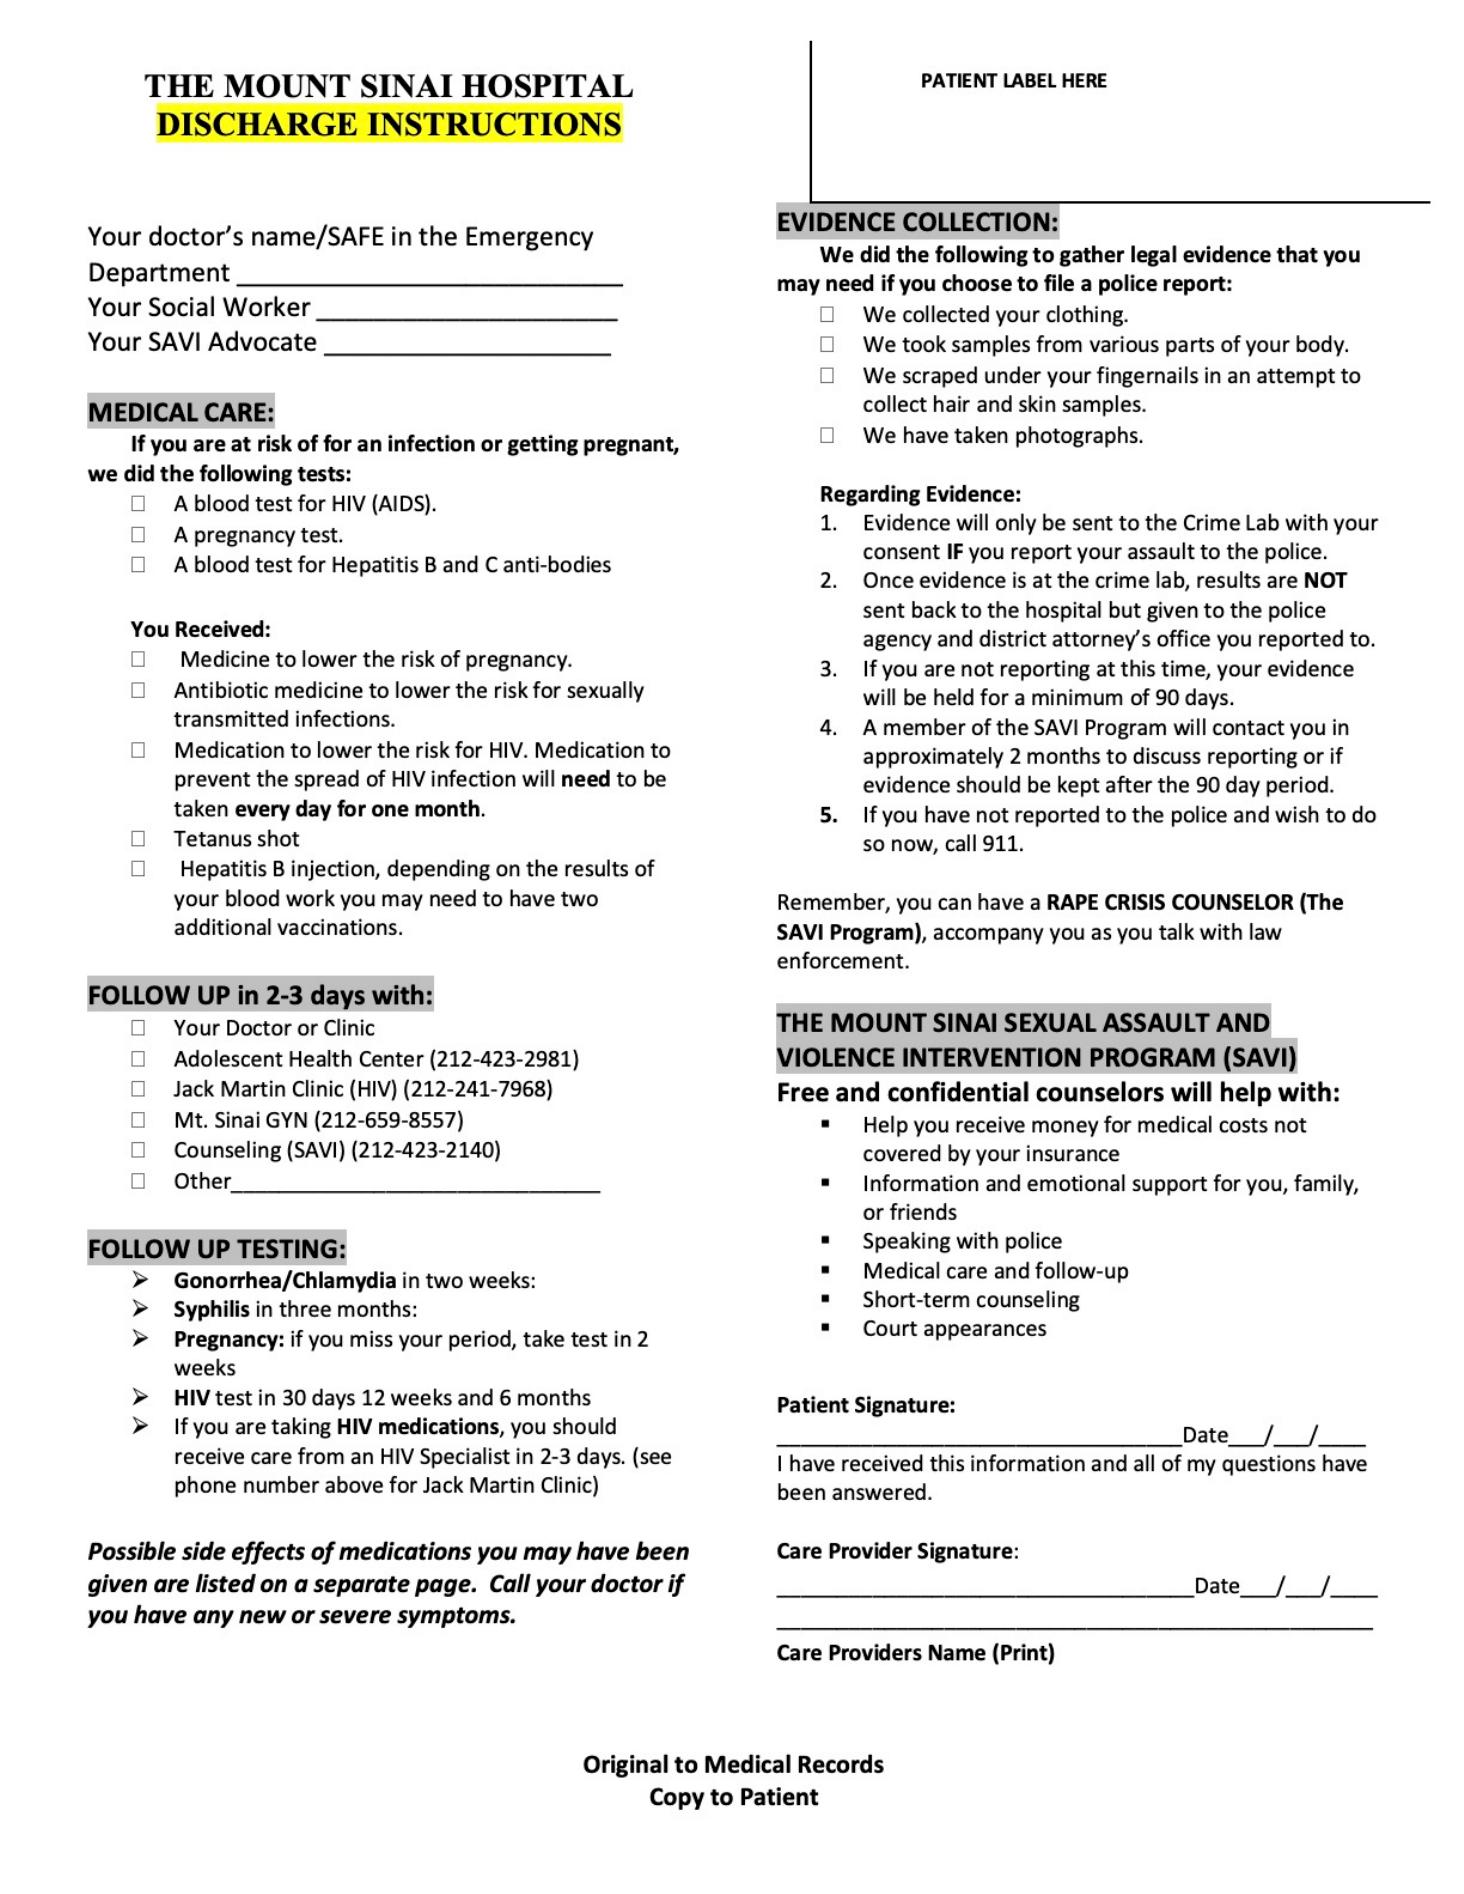 THE MOUNT SINAI HOSPITAL
DISCHARGE INSTRUCTIONS
PATIENT LABEL HERE
Your doctor’s name/SAFE in the Emergency
Department ____________________________
Your Social Worker ______________________
Your SAVI Advocate _____________________
MEDICAL CARE:
If you are at risk of for an infection or getting pregnant,
we did the following tests:
☐ A blood test for HIV (AIDS).
☐ A pregnancy test.
☐ A blood test for Hepatitis B and C anti-bodies
You Received:
☐ Medicine to lower the risk of pregnancy.
☐ Antibiotic medicine to lower the risk for sexually
transmitted infections.
☐ Medication to lower the risk for HIV. Medication to
prevent the spread of HIV infection will need to be
taken every day for one month.
☐ Tetanus shot
☐ Hepatitis B injection, depending on the results of
your blood work you may need to have two
additional vaccinations.
FOLLOW UP in 2-3 days with:
☐ Your Doctor or Clinic
☐ Adolescent Health Center (212-423-2981)
☐ Jack Martin Clinic (HIV) (212-241-7968)
☐ Mt. Sinai GYN (212-659-8557)
☐ Counseling (SAVI) (212-423-2140)
☐ Other_______________________________
FOLLOW UP TESTING:
➢ Gonorrhea/Chlamydia in two weeks:
➢ Syphilis in three months:
➢ Pregnancy: if you miss your period, take test in 2
weeks
➢ HIV test in 30 days 12 weeks and 6 months
➢ If you are taking HIV medications, you should
receive care from an HIV Specialist in 2-3 days. (see
phone number above for Jack Martin Clinic)
Possible side effects of medications you may have been
given are listed on a separate page. Call your doctor if
you have any new or severe symptoms.
EVIDENCE COLLECTION:
We did the following to gather legal evidence that you
may need if you choose to file a police report:
☐ We collected your clothing.
☐ We took samples from various parts of your body.
☐ We scraped under your fingernails in an attempt to
collect hair and skin samples.
☐ We have taken photographs.
Regarding Evidence:
1. Evidence will only be sent to the Crime Lab with your
consent IF you report your assault to the police.
2. Once evidence is at the crime lab, results are NOT
sent back to the hospital but given to the police
agency and district attorney’s office you reported to.
3. If you are not reporting at this time, your evidence
will be held for a minimum of 90 days.
4. A member of the SAVI Program will contact you in
approximately 2 months to discuss reporting or if
evidence should be kept after the 90 day period.
5. If you have not reported to the police and wish to do
so now, call 911.
Remember, you can have a RAPE CRISIS COUNSELOR (The
SAVI Program), accompany you as you talk with law
enforcement.
THE MOUNT SINAI SEXUAL ASSAULT AND
VIOLENCE INTERVENTION PROGRAM (SAVI)
Free and confidential counselors will help with:
▪ Help you receive money for medical costs not
covered by your insurance
▪ Information and emotional support for you, family,
or friends
▪ Speaking with police
▪ Medical care and follow-up
▪ Short-term counseling
▪ Court appearances
Patient Signature:
__________________________________Date___/___/____
I have received this information and all of my questions have
been answered.
Care Provider Signature:
___________________________________Date___/___/____
__________________________________________________
Care Providers Name (Print)
Original to Medical Records
Copy to Patient